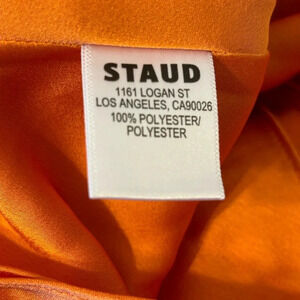 STAUD
1161 LOGAN ST
LOS ANGELES, CA90026
100% POLYESTER/
POLYESTER